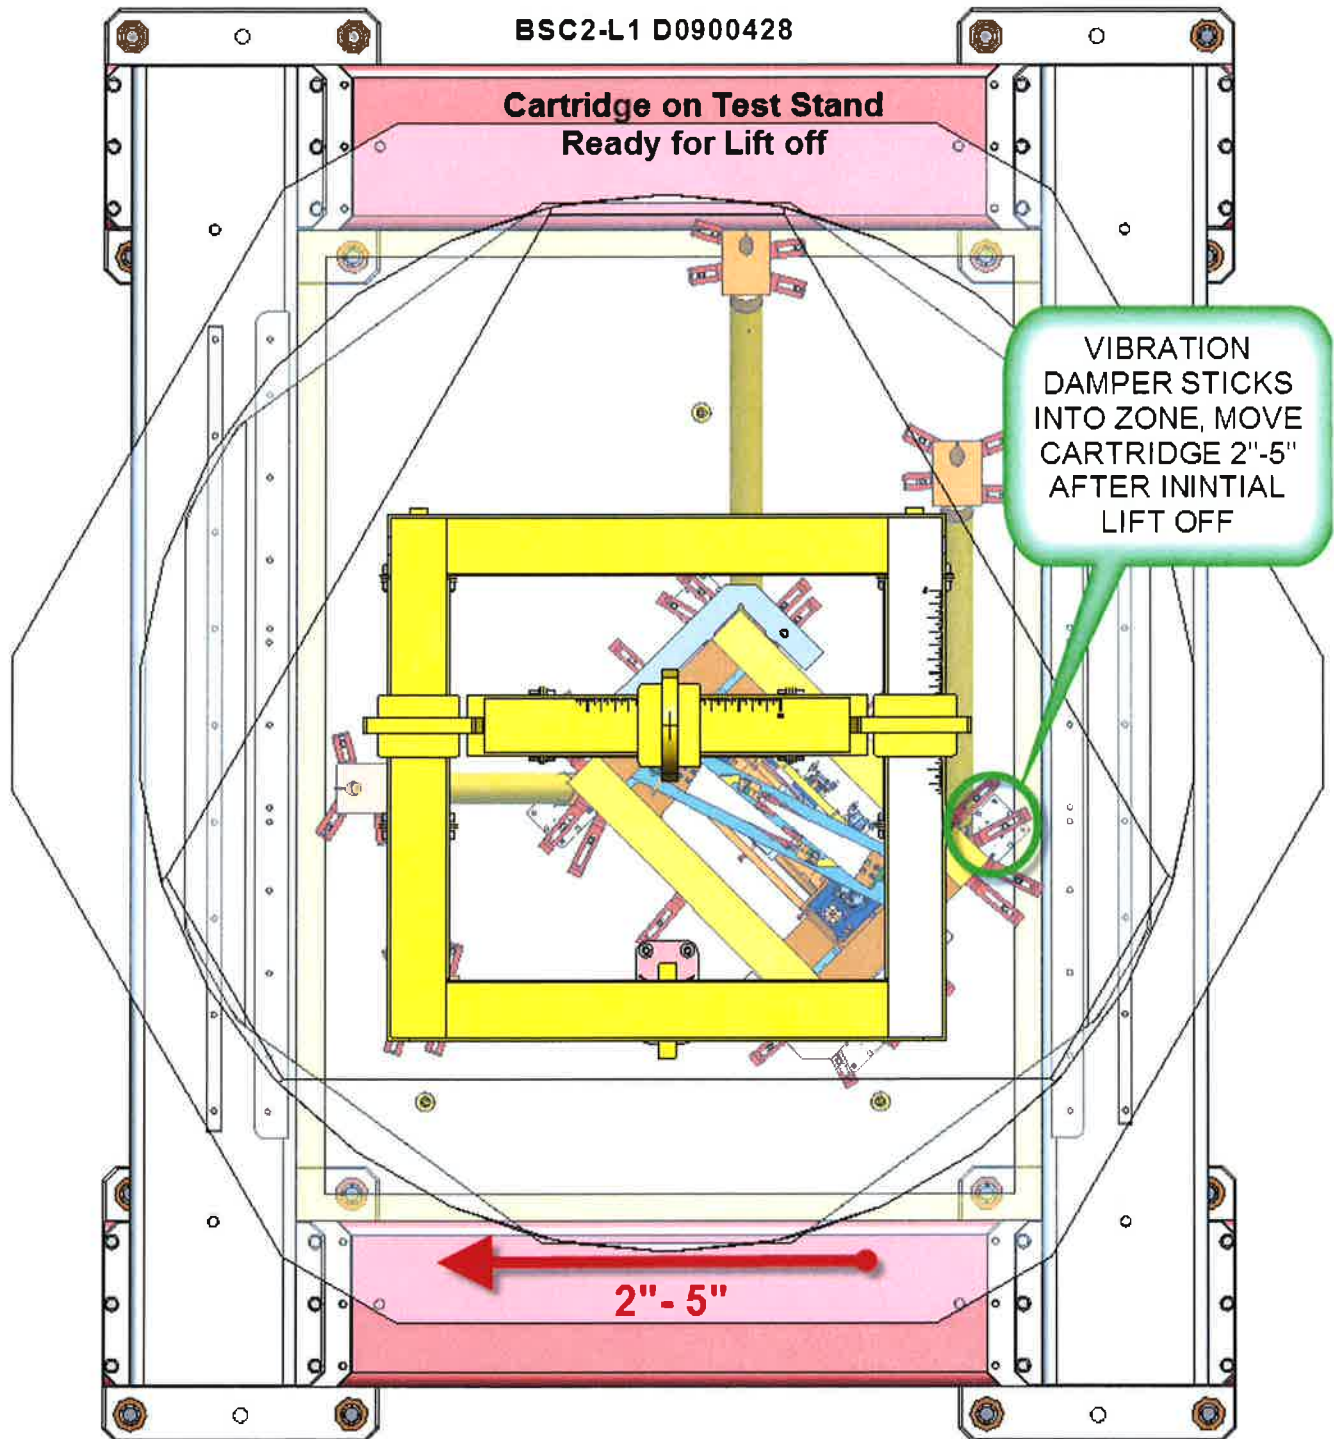 BSC2-L1 D0900428
Cartridge on Test Stand
Ready for Lift off
VIBRATION
DAMPER STICKS
INTO ZONE, MOVE
CARTRIDGE 2"-5"
AFTER ININTIAL
LIFT OFF
2"- 5"